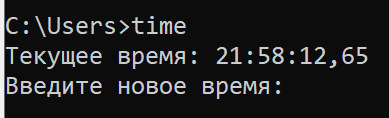 C:\Users>time
Текущее время: 21:58:12,65
Введите новое время: